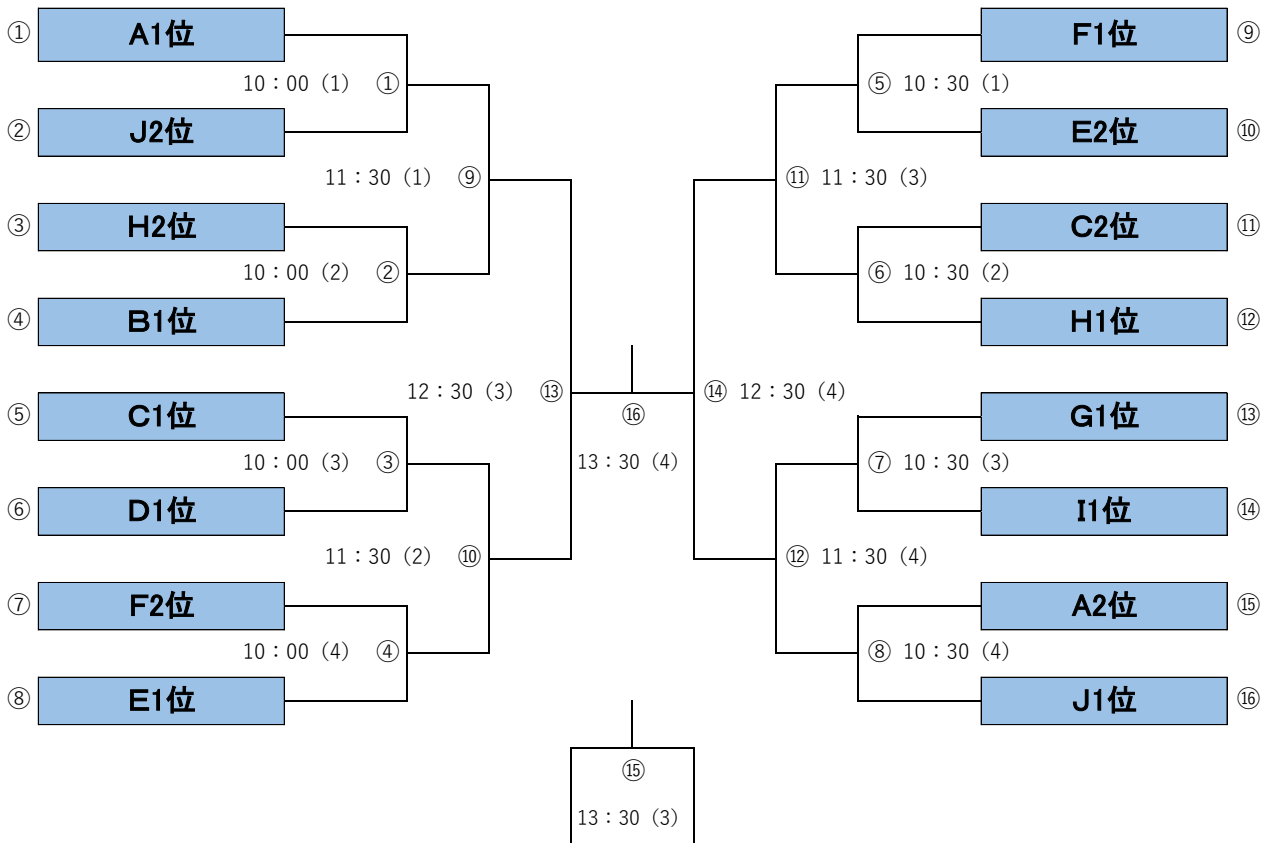 ① A1位
10:00 (1) ①
② J2位
11:30 (1) ⑨
③ H2位
10:00 (2) ②
④ B1位
12:30 (3) ⑬
⑤ C1位
10:00 (3) ③
⑥ D1位
11:30 (2) ⑩
⑦ F2位
10:00 (4) ④
⑧ E1位
⑯
13:30 (4)
⑮
13:30 (3)
F1位 ⑨
⑤ 10:30 (1)
E2位 ⑩
⑪ 11:30 (3)
C2位 ⑪
⑥ 10:30 (2)
H1位 ⑫
⑭ 12:30 (4)
G1位 ⑬
⑦ 10:30 (3)
I1位 ⑭
⑫ 11:30 (4)
A2位 ⑮
⑧ 10:30 (4)
J1位 ⑯